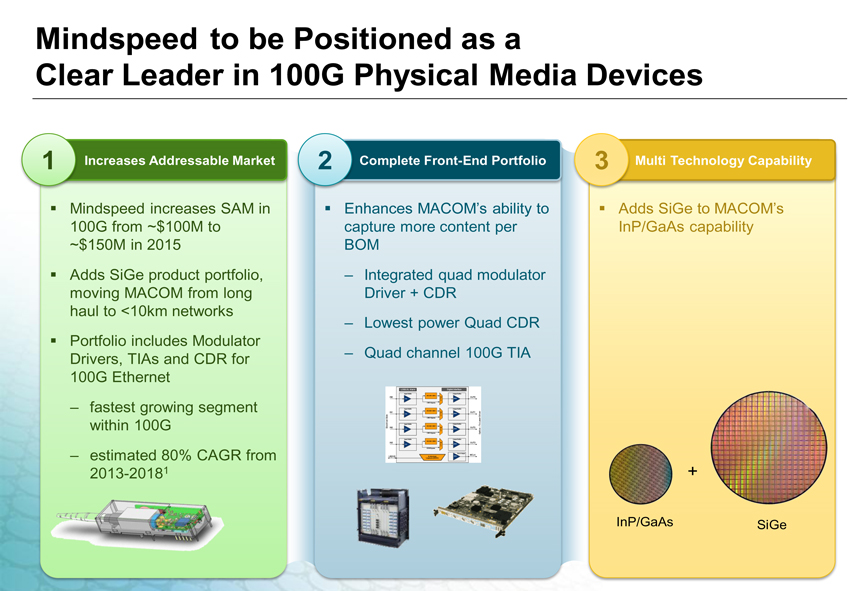 Mindspeed to be Positioned as a
Clear Leader in 100G Physical Media Devices
1
Increases Addressable Market
▪ Mindspeed increases SAM in
100G from ~$100M to
~$150M in 2015
▪ Adds SiGe product portfolio,
moving MACOM from long
haul to <10km networks
▪ Portfolio includes Modulator
Drivers, TIAs and CDR for
100G Ethernet
– fastest growing segment
within 100G
– estimated 80% CAGR from
2013-2018¹
2
Complete Front-End Portfolio
▪ Enhances MACOM’s ability to
capture more content per
BOM
– Integrated quad modulator
Driver + CDR
– Lowest power Quad CDR
– Quad channel 100G TIA
3
Multi Technology Capability
▪ Adds SiGe to MACOM’s
InP/GaAs capability
+
InP/GaAs
SiGe